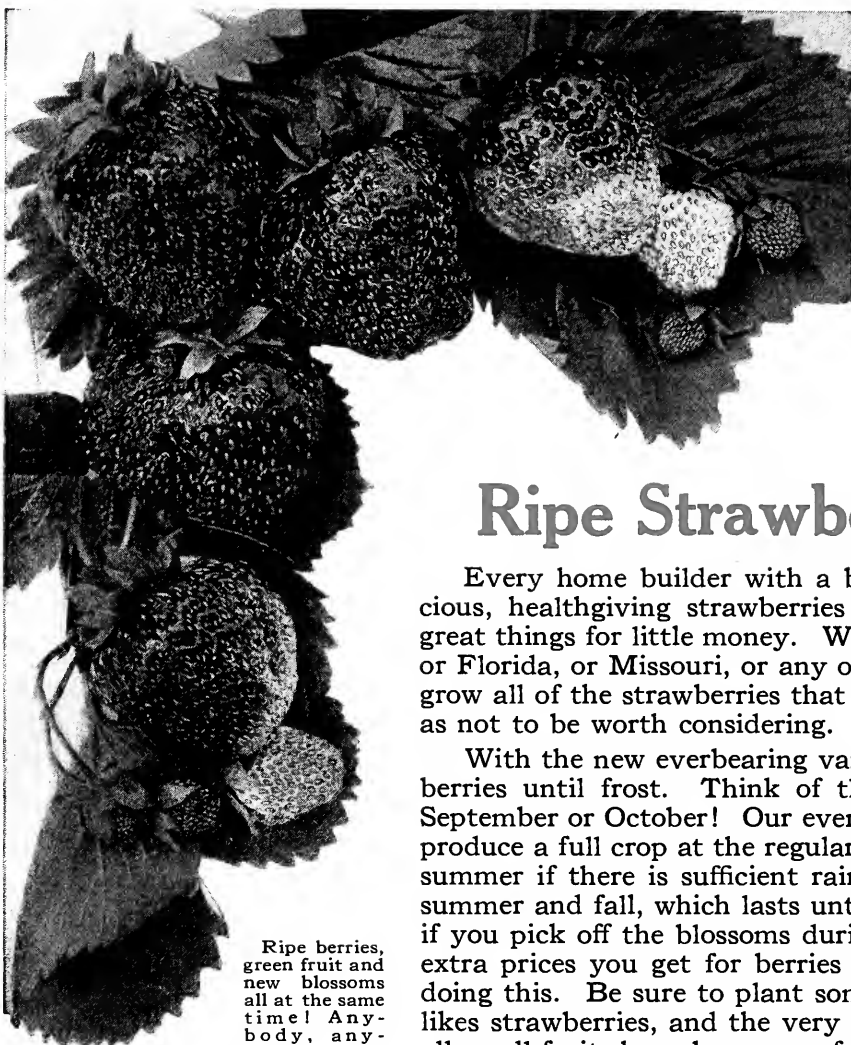 Ripe Strawb
Every home builder with a
cious, healthgiving strawberries
great things for little money. W
or Florida, or Missouri, or any o
grow all of the strawberries that
as not to be worth considering.
With the new everbearing va
berries until frost. Think of t
September or October! Our ever
produce a full crop at the regular
summer if there is sufficient rain
summer and fall, which lasts unt
if you pick off the blossoms duri
extra prices you get for berries
doing this. Be sure to plant som
likes strawberries, and the very
Ripe berries,
green fruit and
new blossoms
all at the same
time! Any-
body, any-